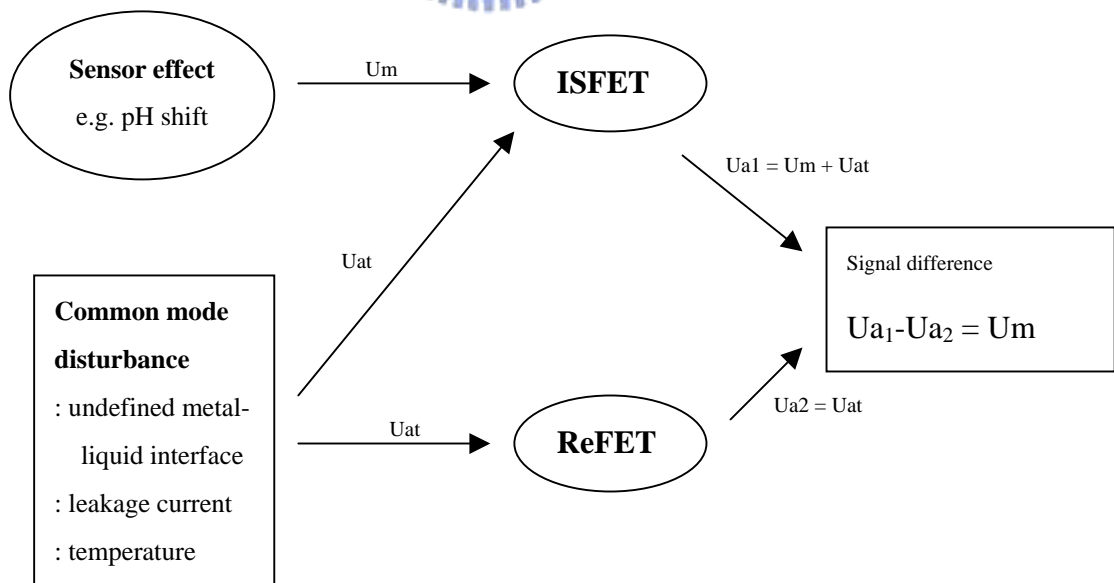 Sensor effect
e.g. pH shift
Um
ISFET
Ua1 = Um + Uat
Uat
Signal difference
Ua₁-Ua₂ = Um
Common mode
disturbance
: undefined metal-
liquid interface
: leakage current
: temperature
Uat
ReFET
Ua2 = Uat